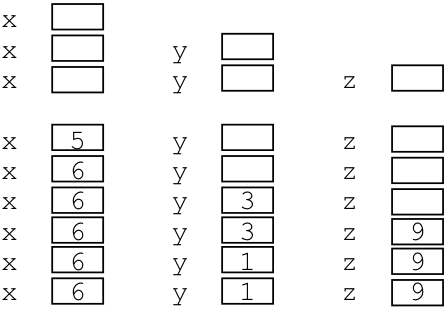 x
x y
x y z
x 5 y z
x 6 y z
x 6 y 3 z
x 6 y 3 z 9
x 6 y 1 z 9
x 6 y 1 z 9